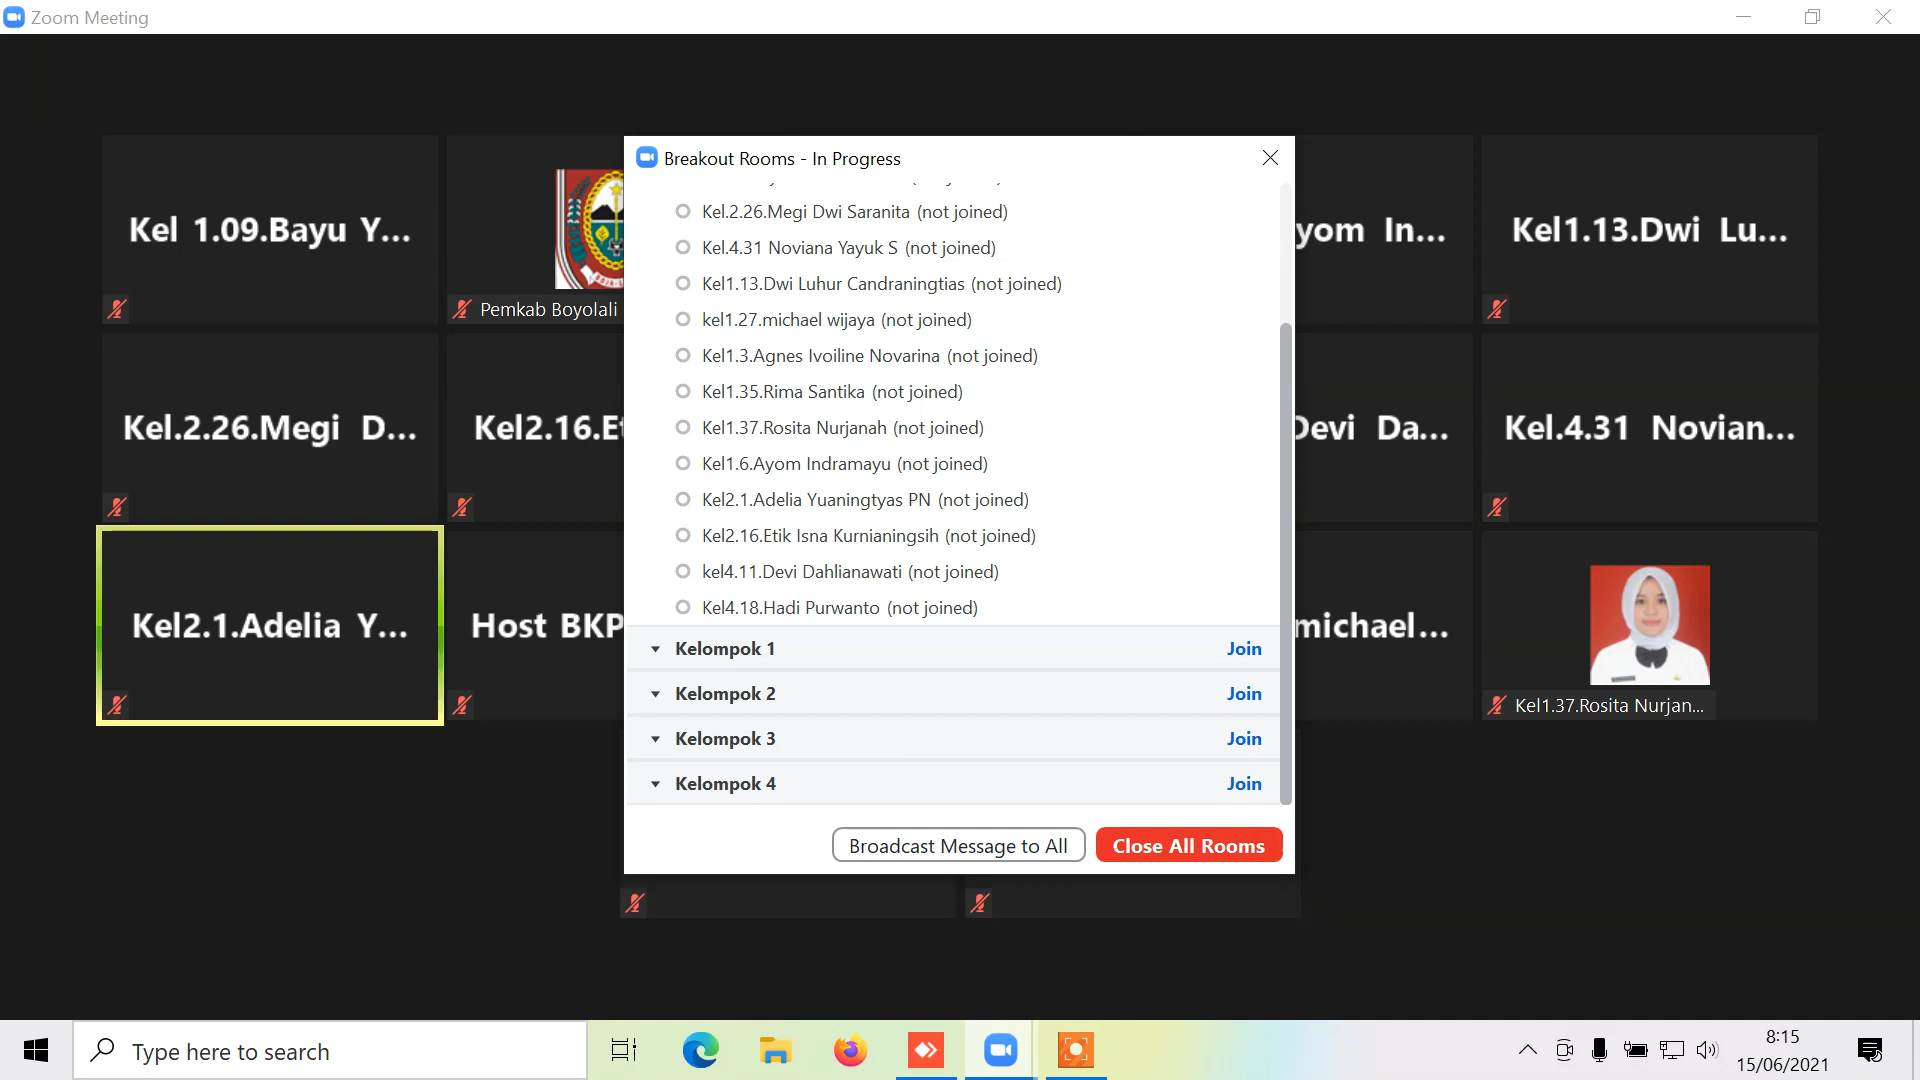 Zoom Meeting
Breakout Rooms - In Progress
Kel.2.26.Megi Dwi Saranita (not joined)
Kel.4.31 Noviana Yayuk S (not joined)
Kel1.13.Dwi Luhur Candraningtias (not joined)
kel1.27.michael wijaya (not joined)
Kel1.3.Agnes Ivoiline Novarina (not joined)
Kel1.35.Rima Santika (not joined)
Kel1.37.Rosita Nurjanah (not joined)
Kel1.6.Ayom Indramayu (not joined)
Kel2.1.Adelia Yuaningtyas PN (not joined)
Kel2.16.Etik Isna Kurnianingsih (not joined)
kel4.11.Devi Dahlianawati (not joined)
Kel4.18.Hadi Purwanto (not joined)
Kelompok 1 Join
Kelompok 2 Join
Kelompok 3 Join
Kelompok 4 Join
Broadcast Message to All Close All Rooms
Kel 1.09.Bayu Y...
Pemkab Boyolali
yom In...
Kel1.13.Dwi Lu...
Kel.2.26.Megi D...
Kel2.16.Et
Devi Da...
Kel.4.31 Novian...
Kel2.1.Adelia Y...
Host BKP
michael...
Kel1.37.Rosita Nurjan...
Type here to search
8:15
15/06/2021